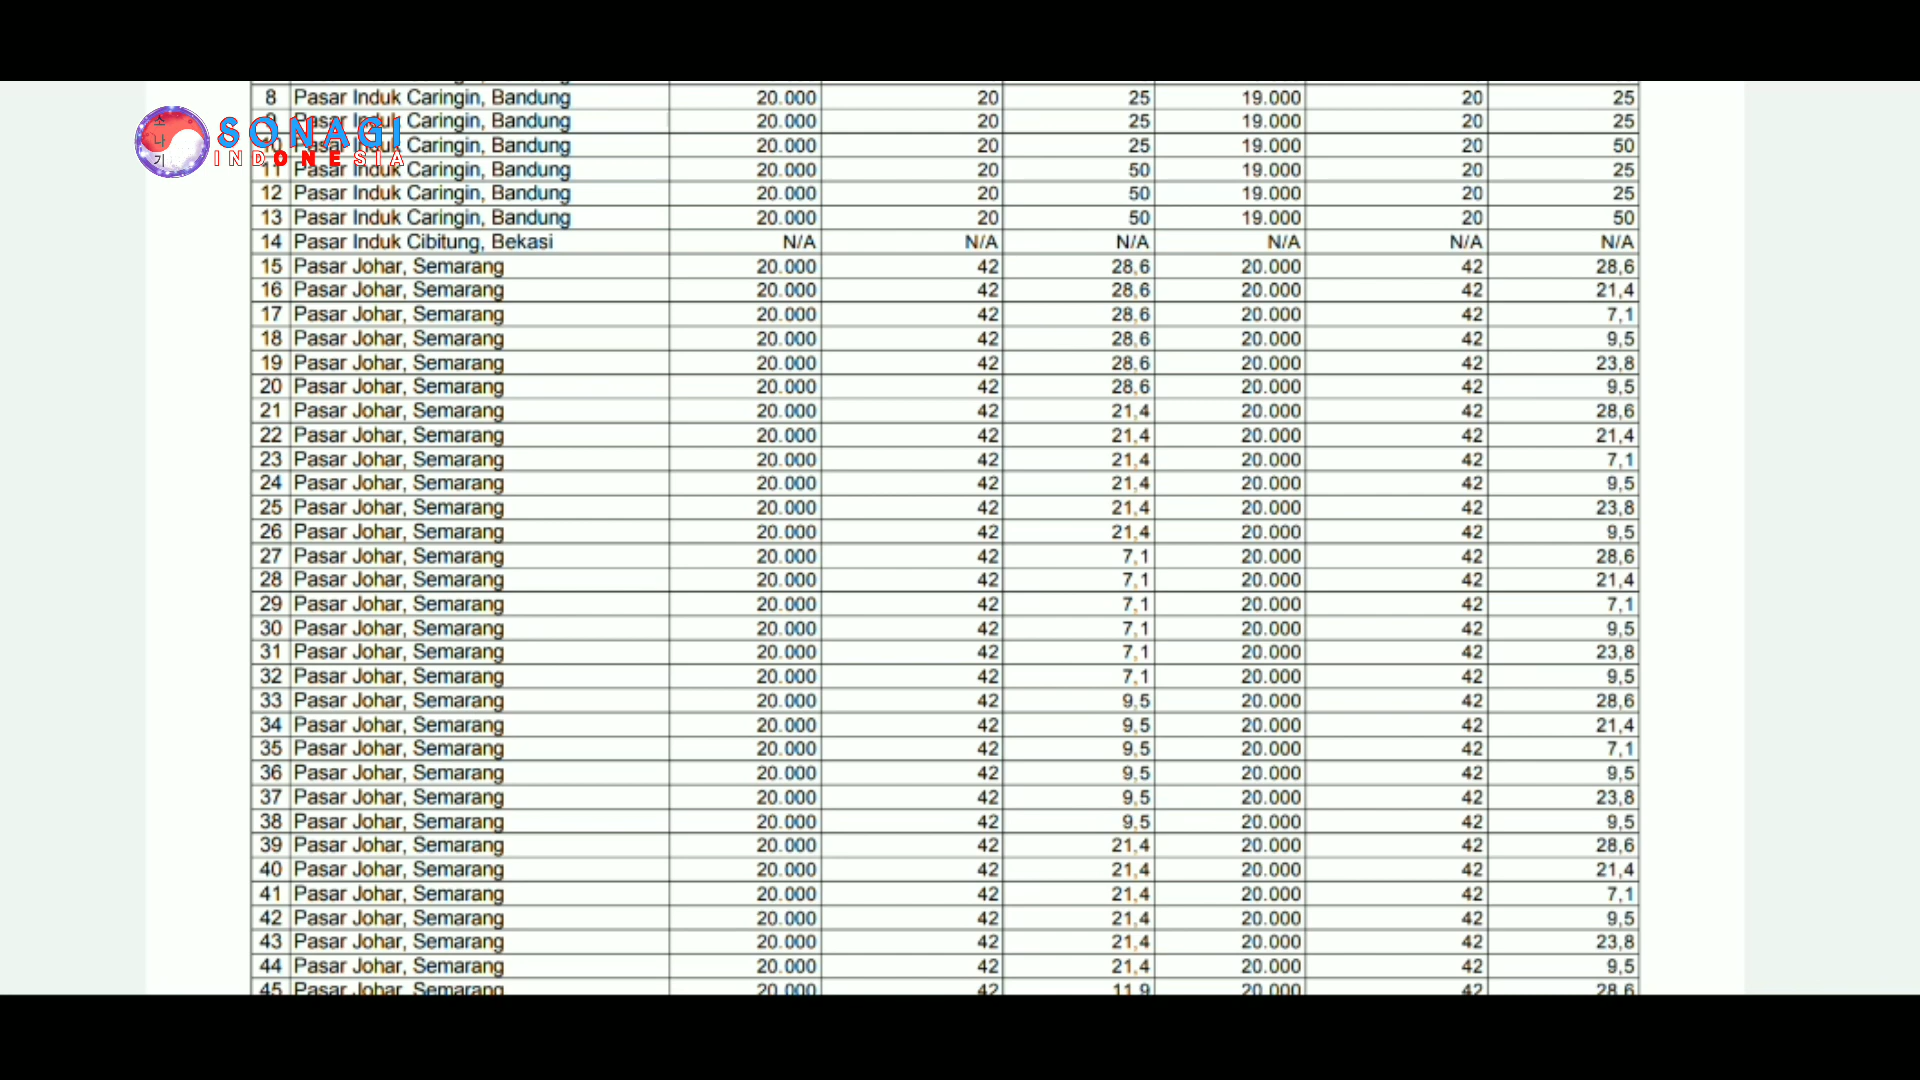 8 Pasar Induk Caringin, Bandung 20.000 20 25 19.000 20 25
9 Pasar Induk Caringin, Bandung 20.000 20 25 19.000 20 25
10 Pasar Induk Caringin, Bandung 20.000 20 25 19.000 20 50
11 Pasar Induk Caringin, Bandung 20.000 20 50 19.000 20 25
12 Pasar Induk Caringin, Bandung 20.000 20 50 19.000 20 25
13 Pasar Induk Caringin, Bandung 20.000 20 50 19.000 20 50
14 Pasar Induk Cibitung, Bekasi N/A N/A N/A N/A N/A N/A
15 Pasar Johar, Semarang 20.000 42 28,6 20.000 42 28,6
16 Pasar Johar, Semarang 20.000 42 28,6 20.000 42 21,4
17 Pasar Johar, Semarang 20.000 42 28,6 20.000 42 7,1
18 Pasar Johar, Semarang 20.000 42 28,6 20.000 42 9,5
19 Pasar Johar, Semarang 20.000 42 28,6 20.000 42 23,8
20 Pasar Johar, Semarang 20.000 42 28,6 20.000 42 9,5
21 Pasar Johar, Semarang 20.000 42 21,4 20.000 42 28,6
22 Pasar Johar, Semarang 20.000 42 21,4 20.000 42 21,4
23 Pasar Johar, Semarang 20.000 42 21,4 20.000 42 7,1
24 Pasar Johar, Semarang 20.000 42 21,4 20.000 42 9,5
25 Pasar Johar, Semarang 20.000 42 21,4 20.000 42 23,8
26 Pasar Johar, Semarang 20.000 42 21,4 20.000 42 9,5
27 Pasar Johar, Semarang 20.000 42 7,1 20.000 42 28,6
28 Pasar Johar, Semarang 20.000 42 7,1 20.000 42 21,4
29 Pasar Johar, Semarang 20.000 42 7,1 20.000 42 7,1
30 Pasar Johar, Semarang 20.000 42 7,1 20.000 42 9,5
31 Pasar Johar, Semarang 20.000 42 7,1 20.000 42 23,8
32 Pasar Johar, Semarang 20.000 42 7,1 20.000 42 9,5
33 Pasar Johar, Semarang 20.000 42 9,5 20.000 42 28,6
34 Pasar Johar, Semarang 20.000 42 9,5 20.000 42 21,4
35 Pasar Johar, Semarang 20.000 42 9,5 20.000 42 7,1
36 Pasar Johar, Semarang 20.000 42 9,5 20.000 42 9,5
37 Pasar Johar, Semarang 20.000 42 9,5 20.000 42 23,8
38 Pasar Johar, Semarang 20.000 42 9,5 20.000 42 9,5
39 Pasar Johar, Semarang 20.000 42 21,4 20.000 42 28,6
40 Pasar Johar, Semarang 20.000 42 21,4 20.000 42 21,4
41 Pasar Johar, Semarang 20.000 42 21,4 20.000 42 7,1
42 Pasar Johar, Semarang 20.000 42 21,4 20.000 42 9,5
43 Pasar Johar, Semarang 20.000 42 21,4 20.000 42 23,8
44 Pasar Johar, Semarang 20.000 42 21,4 20.000 42 9,5
45 Pasar Johar, Semarang 20.000 42 11,9 20.000 42 28,6
소나기
SONAGI
INDONESIA